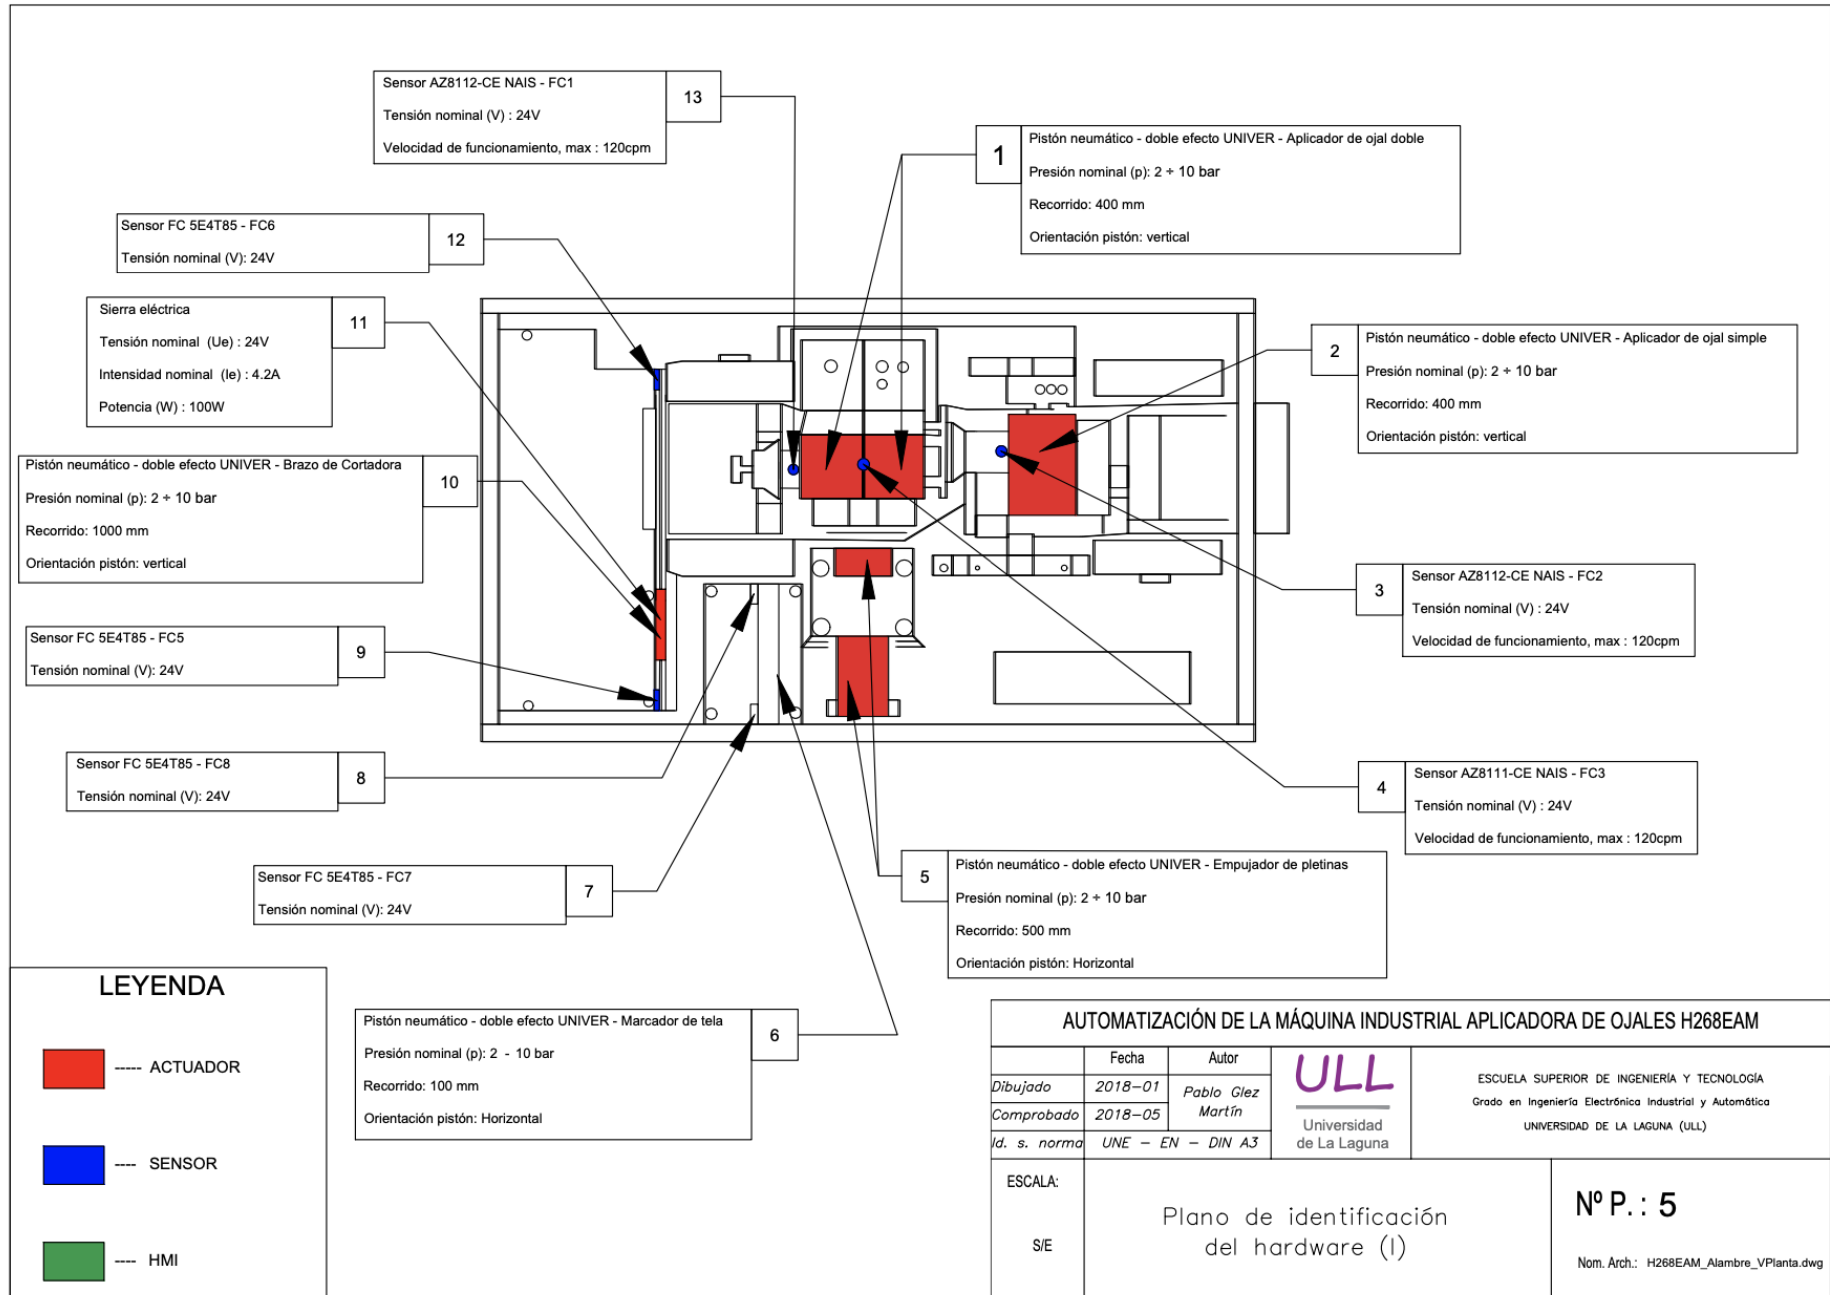 Sensor AZ8112-CE NAIS - FC1
Tensión nominal (V) : 24V
Velocidad de funcionamiento, max : 120cpm
13
1
Pistón neumático - doble efecto UNIVER - Aplicador de ojal doble
Presión nominal (p): 2 ÷ 10 bar
Recorrido: 400 mm
Orientación pistón: vertical
Sensor FC 5E4T85 - FC6
Tensión nominal (V): 24V
12
Sierra eléctrica
Tensión nominal (Ue) : 24V
Intensidad nominal (Ie) : 4.2A
Potencia (W) : 100W
11
2
Pistón neumático - doble efecto UNIVER - Aplicador de ojal simple
Presión nominal (p): 2 ÷ 10 bar
Recorrido: 400 mm
Orientación pistón: vertical
Pistón neumático - doble efecto UNIVER - Brazo de Cortadora
Presión nominal (p): 2 ÷ 10 bar
Recorrido: 1000 mm
Orientación pistón: vertical
10
3
Sensor AZ8112-CE NAIS - FC2
Tensión nominal (V) : 24V
Velocidad de funcionamiento, max : 120cpm
Sensor FC 5E4T85 - FC5
Tensión nominal (V): 24V
9
Sensor FC 5E4T85 - FC8
Tensión nominal (V): 24V
8
4
Sensor AZ8111-CE NAIS - FC3
Tensión nominal (V) : 24V
Velocidad de funcionamiento, max : 120cpm
Sensor FC 5E4T85 - FC7
Tensión nominal (V): 24V
7
5
Pistón neumático - doble efecto UNIVER - Empujador de pletinas
Presión nominal (p): 2 ÷ 10 bar
Recorrido: 500 mm
Orientación pistón: Horizontal
LEYENDA
---- ACTUADOR
---- SENSOR
---- HMI
Pistón neumático - doble efecto UNIVER - Marcador de tela
Presión nominal (p): 2 - 10 bar
Recorrido: 100 mm
Orientación pistón: Horizontal
6
AUTOMATIZACIÓN DE LA MÁQUINA INDUSTRIAL APLICADORA DE OJALES H268EAM
Fecha
Autor
Dibujado
2018-01
Pablo Glez
Martín
Comprobado
2018-05
Id. s. norma
UNE - EN - DIN A3
ULL
Universidad
de La Laguna
ESCUELA SUPERIOR DE INGENIERÍA Y TECNOLOGÍA
Grado en Ingeniería Electrónica Industrial y Automática
UNIVERSIDAD DE LA LAGUNA (ULL)
ESCALA:
S/E
Plano de identificación
del hardware (I)
Nº P. : 5
Nom. Arch.: H268EAM_Alambre_VPlanta.dwg